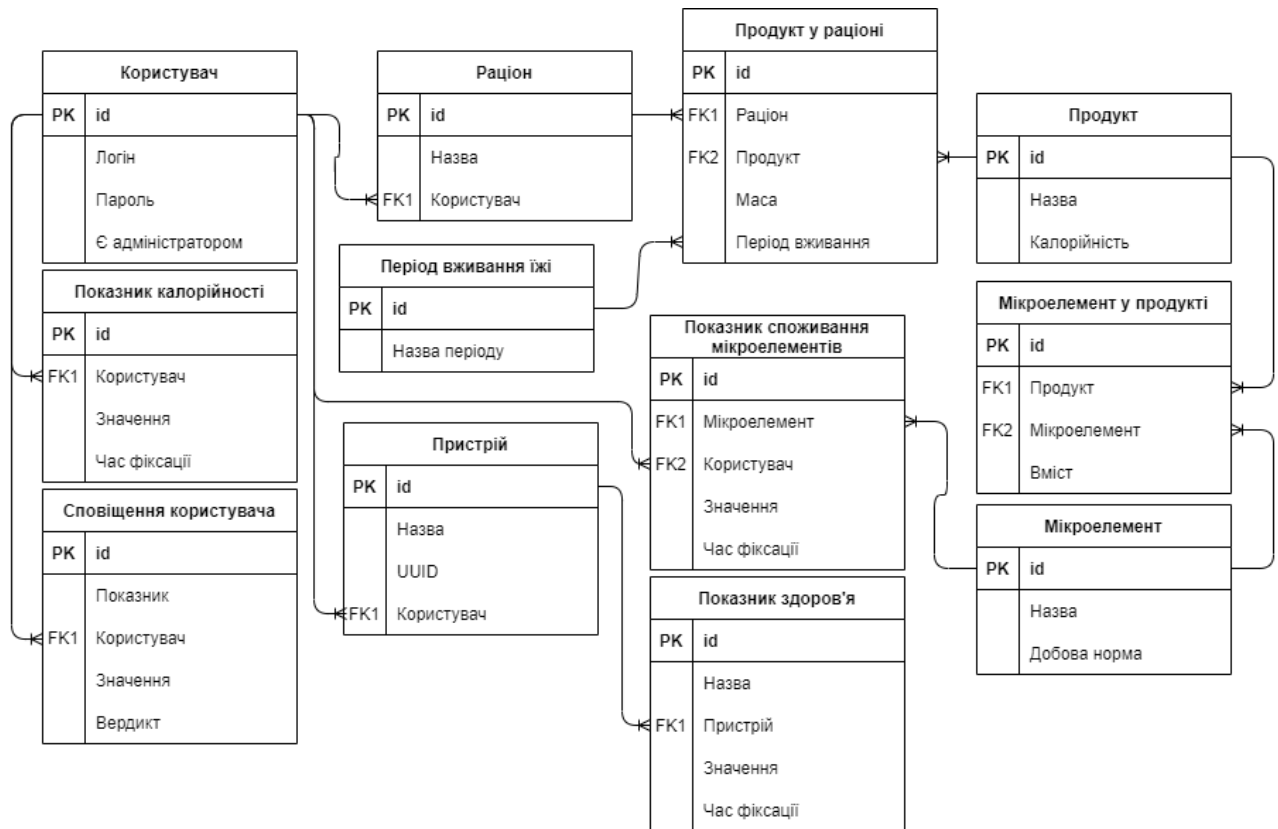 Користувач
PK id
Логін
Пароль
Є адміністратором
Показник калорійності
PK id
FK1 Користувач
Значення
Час фіксації
Сповіщення користувача
PK id
Показник
FK1 Користувач
Значення
Вердикт
Раціон
PK id
Назва
FK1 Користувач
Період вживання їжі
PK id
Назва періоду
Пристрій
PK id
Назва
UUID
FK1 Користувач
Продукт у раціоні
PK id
FK1 Раціон
FK2 Продукт
Маса
Період вживання
Показник споживання
мікроелементів
PK id
FK1 Мікроелемент
FK2 Користувач
Значення
Час фіксації
Показник здоров'я
PK id
Назва
FK1 Пристрій
Значення
Час фіксації
Продукт
PK id
Назва
Калорійність
Мікроелемент у продукті
PK id
FK1 Продукт
FK2 Мікроелемент
Вміст
Мікроелемент
PK id
Назва
Добова норма